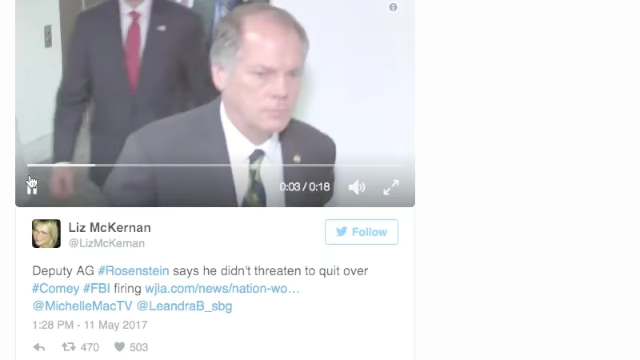 0:03 / 0:18
Liz McKernan
@LizMcKernan
Follow
Deputy AG #Rosenstein says he didn't threaten to quit over
#Comey #FBI firing wjla.com/news/nation-wo…
@MichelleMacTV @LeandraB_sbg
1:28 PM - 11 May 2017
470 503